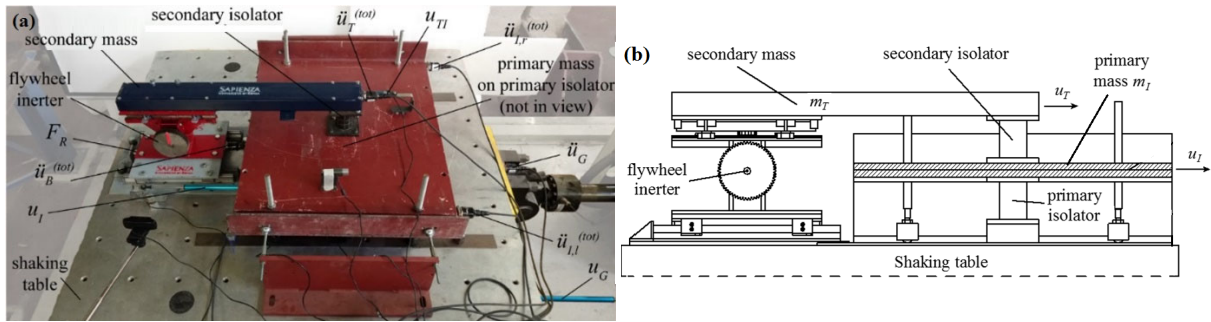 (a)
secondary isolator
secondary mass
flywheel
inerter
F_R
ü_B^(tot)
u_I
shaking
table
ü_T^(tot)
u_TI
ü_I,r^(tot)
primary mass
on primary isolator
(not in view)
ü_G
ü_I,l^(tot)
u_G
SAPIENZA
SAPIENZA
(b)
secondary mass
secondary isolator
primary
mass m_I
m_T
u_T
u_I
flywheel
inerter
primary
isolator
Shaking table